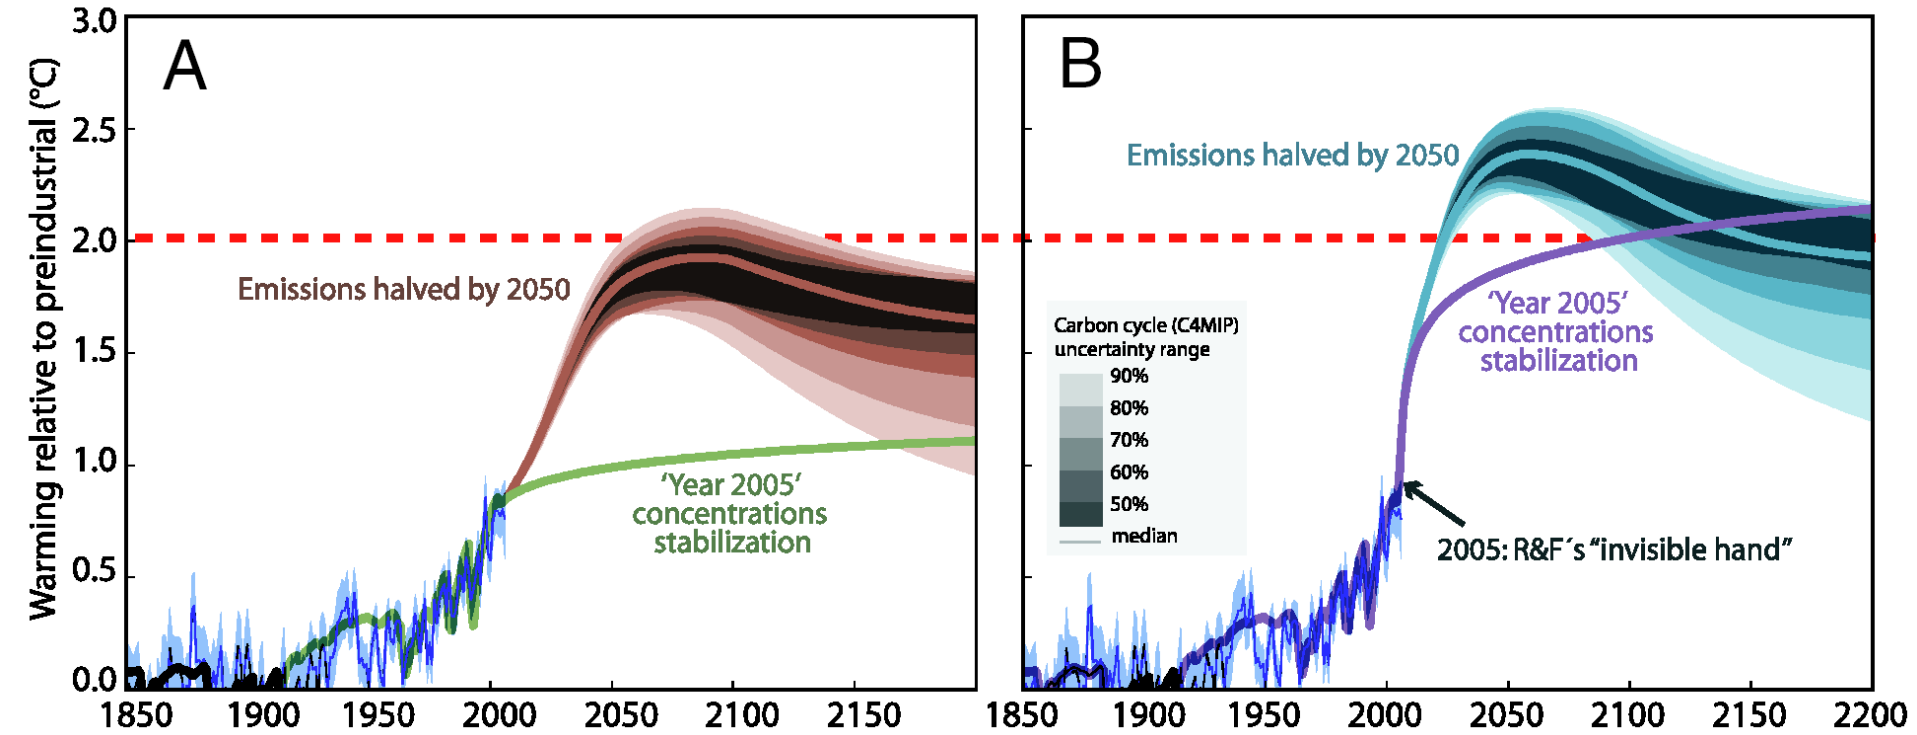 A
B
Warming relative to preindustrial (°C)
3.0
2.5
2.0
1.5
1.0
0.5
0.0
Emissions halved by 2050
'Year 2005'
concentrations
stabilization
1850
1900
1950
2000
2050
2100
2150
Emissions halved by 2050
'Year 2005'
concentrations
stabilization
Carbon cycle (C4MIP)
uncertainty range
90%
80%
70%
60%
50%
median
2005: R&F´s “invisible hand”
1850
1900
1950
2000
2050
2100
2150
2200